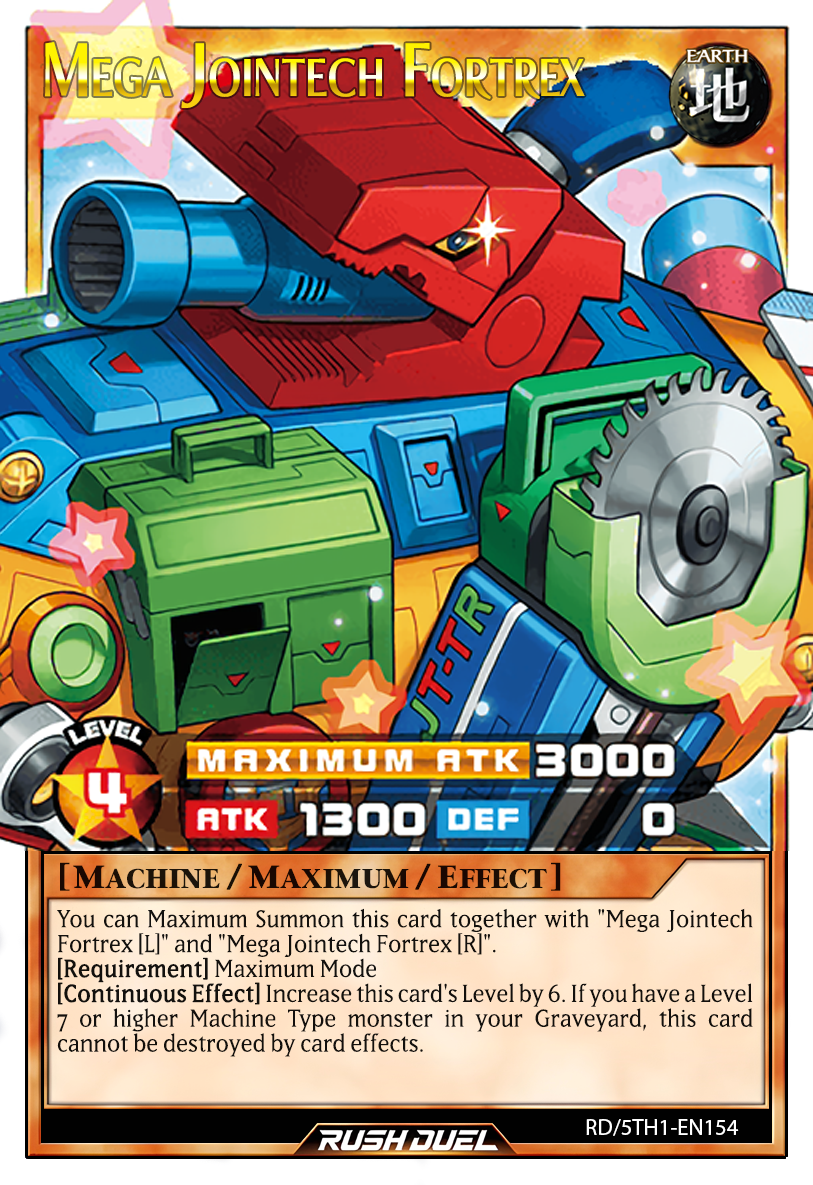 Mega Jointech Fortrex
EARTH
地
JT-TR
LEVEL
4
MAXIMUM ATK 3000
ATK 1300 DEF 0
[Machine / Maximum / Effect]
You can Maximum Summon this card together with "Mega Jointech
Fortrex [L]" and "Mega Jointech Fortrex [R]".
[Requirement] Maximum Mode
[Continuous Effect] Increase this card's Level by 6. If you have a Level
7 or higher Machine Type monster in your Graveyard, this card
cannot be destroyed by card effects.
RD/5TH1-EN154
RUSH DUEL